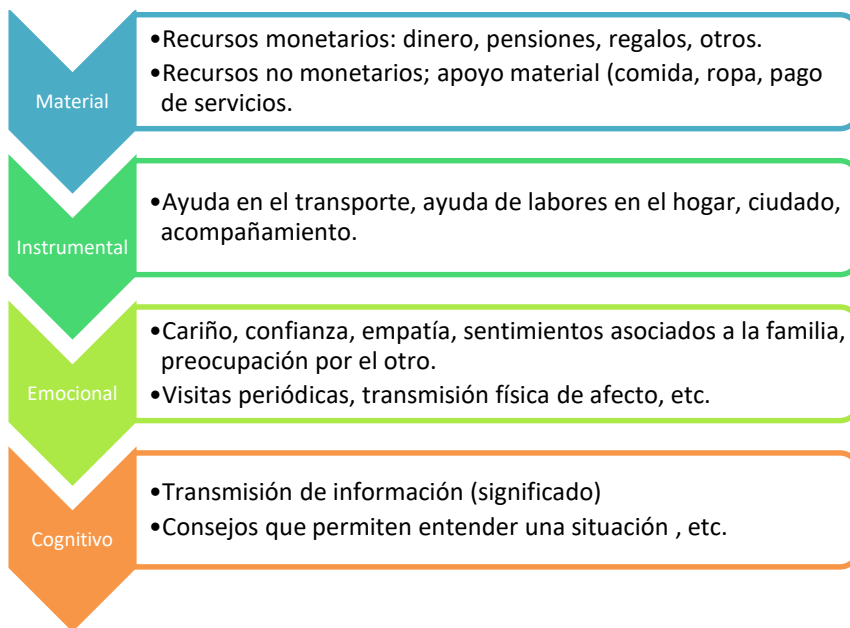 Material
•Recursos monetarios: dinero, pensiones, regalos, otros.
•Recursos no monetarios; apoyo material (comida, ropa, pago
de servicios.
Instrumental
•Ayuda en el transporte, ayuda de labores en el hogar, ciudado,
acompañamiento.
Emocional
•Cariño, confianza, empatía, sentimientos asociados a la familia,
preocupación por el otro.
•Visitas periódicas, transmisión física de afecto, etc.
Cognitivo
•Transmisión de información (significado)
•Consejos que permiten entender una situación , etc.